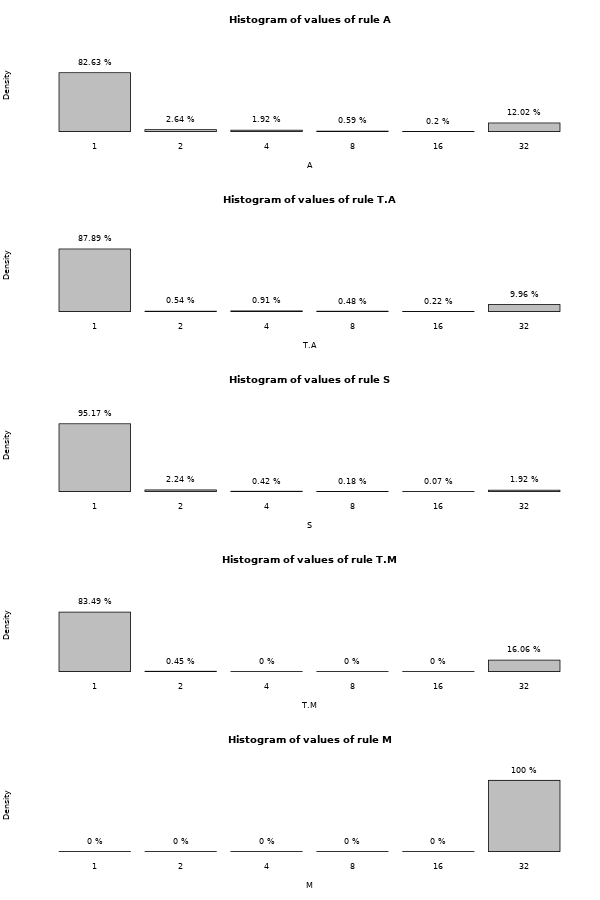 Histogram of values of rule A
Density
82.63 % 2.64 % 1.92 % 0.59 % 0.2 % 12.02 %
1 2 4 8 16 32
A
Histogram of values of rule T.A
Density
87.89 % 0.54 % 0.91 % 0.48 % 0.22 % 9.96 %
1 2 4 8 16 32
T.A
Histogram of values of rule S
Density
95.17 % 2.24 % 0.42 % 0.18 % 0.07 % 1.92 %
1 2 4 8 16 32
S
Histogram of values of rule T.M
Density
83.49 % 0.45 % 0 % 0 % 0 % 16.06 %
1 2 4 8 16 32
T.M
Histogram of values of rule M
Density
0 % 0 % 0 % 0 % 0 % 100 %
1 2 4 8 16 32
M